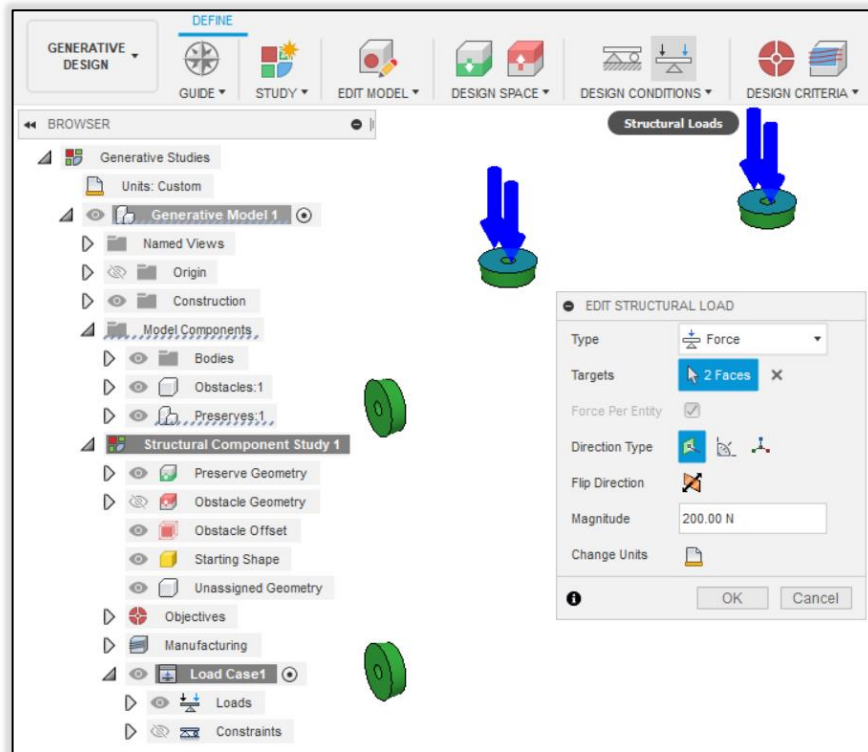 DEFINE
GENERATIVE
DESIGN
GUIDE
STUDY
EDIT MODEL
DESIGN SPACE
DESIGN CONDITIONS
DESIGN CRITERIA
BROWSER
Structural Loads
Generative Studies
Units: Custom
Generative Model 1
Named Views
Origin
Construction
Model Components
Bodies
Obstacles:1
Preserves:1
Structural Component Study 1
Preserve Geometry
Obstacle Geometry
Obstacle Offset
Starting Shape
Unassigned Geometry
Objectives
Manufacturing
Load Case1
Loads
Constraints
EDIT STRUCTURAL LOAD
Type Force
Targets 2 Faces
Force Per Entity
Direction Type
Flip Direction
Magnitude 200.00 N
Change Units
OK Cancel